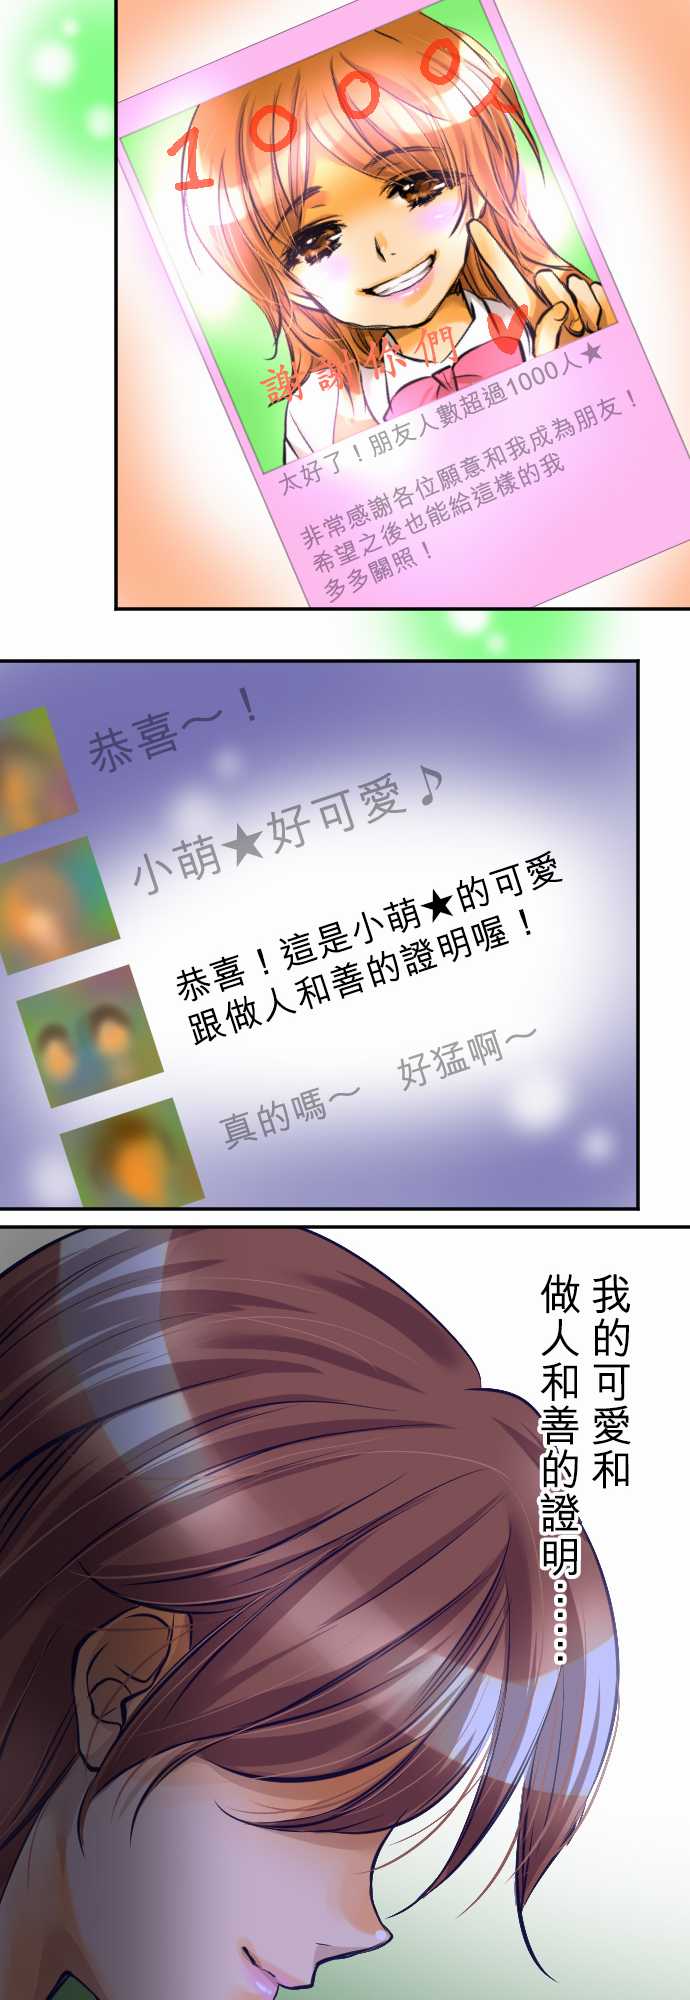 1000人
謝謝你們♥
太好了！朋友人數超過1000人★
非常感謝各位願意和我成為朋友！
希望之後也能給這樣的我
多多關照！
恭喜～！
小萌★好可愛♪
恭喜！這是小萌★的可愛
跟做人和善的證明喔！
真的嗎～　好猛啊～
我的可愛和
做人和善的證明……